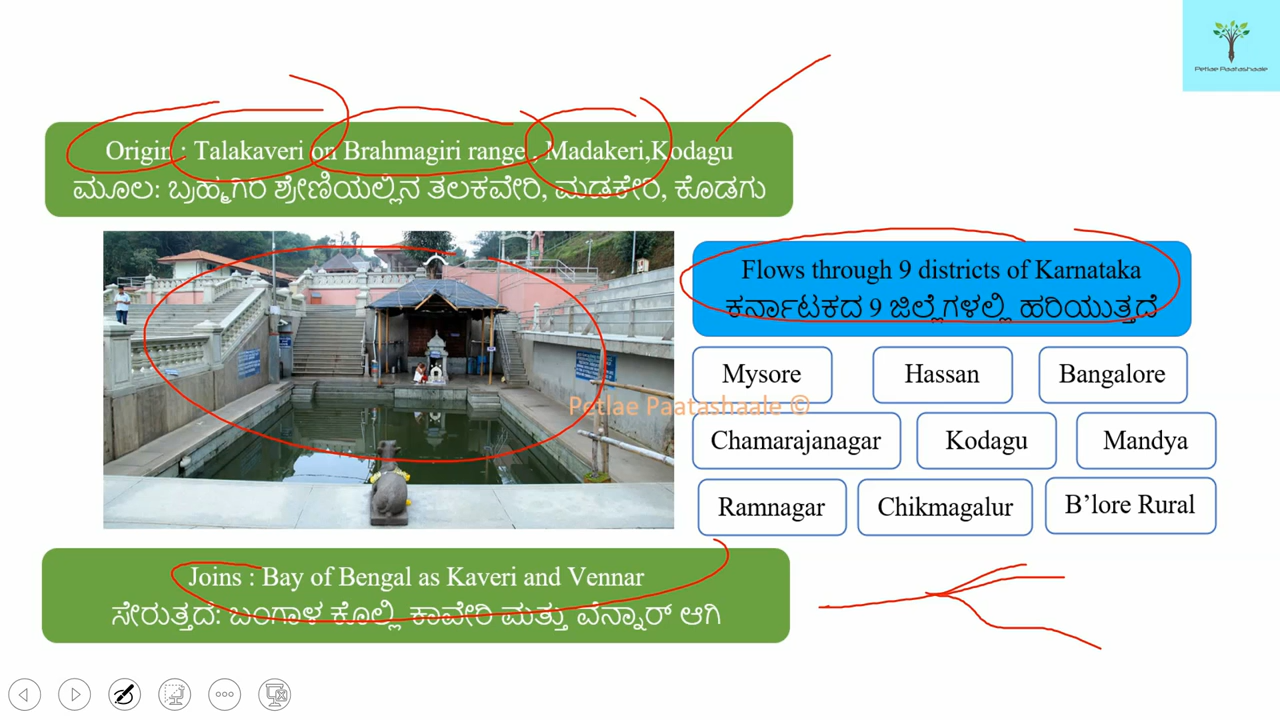 Petlae Paatashaale
Origin : Talakaveri on Brahmagiri range , Madakeri,Kodagu
ಮೂಲ: ಬ್ರಹ್ಮಗಿರಿ ಶ್ರೇಣಿಯಲ್ಲಿನ ತಲಕವೇರಿ, ಮಡಕೇರಿ, ಕೊಡಗು
Flows through 9 districts of Karnataka
ಕರ್ನಾಟಕದ 9 ಜಿಲ್ಲೆಗಳಲ್ಲಿ ಹರಿಯುತ್ತದೆ
Mysore
Hassan
Bangalore
Petlae Paatashaale ©
Chamarajanagar
Kodagu
Mandya
Ramnagar
Chikmagalur
B’lore Rural
Joins : Bay of Bengal as Kaveri and Vennar
ಸೇರುತ್ತದೆ: ಬಂಗಾಳ ಕೊಲ್ಲಿ ಕಾವೇರಿ ಮತ್ತು ವೆನ್ನಾರ್ ಆಗಿ